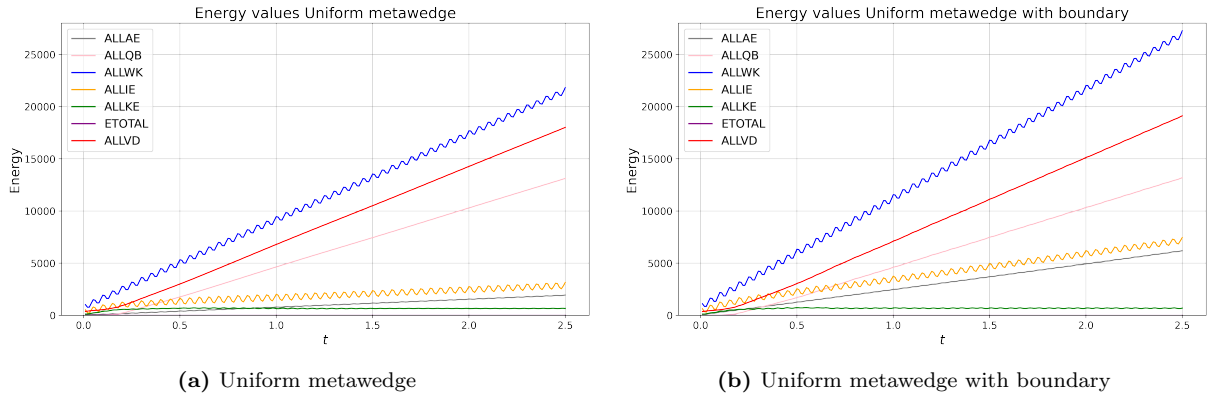 Energy values Uniform metawedge
ALLAE
ALLQB
ALLWK
ALLIE
ALLKE
ETOTAL
ALLVD
Energy
25000
20000
15000
10000
5000
0
0.0 0.5 1.0 1.5 2.0 2.5
t
(a) Uniform metawedge
Energy values Uniform metawedge with boundary
ALLAE
ALLQB
ALLWK
ALLIE
ALLKE
ETOTAL
ALLVD
Energy
25000
20000
15000
10000
5000
0
0.0 0.5 1.0 1.5 2.0 2.5
t
(b) Uniform metawedge with boundary